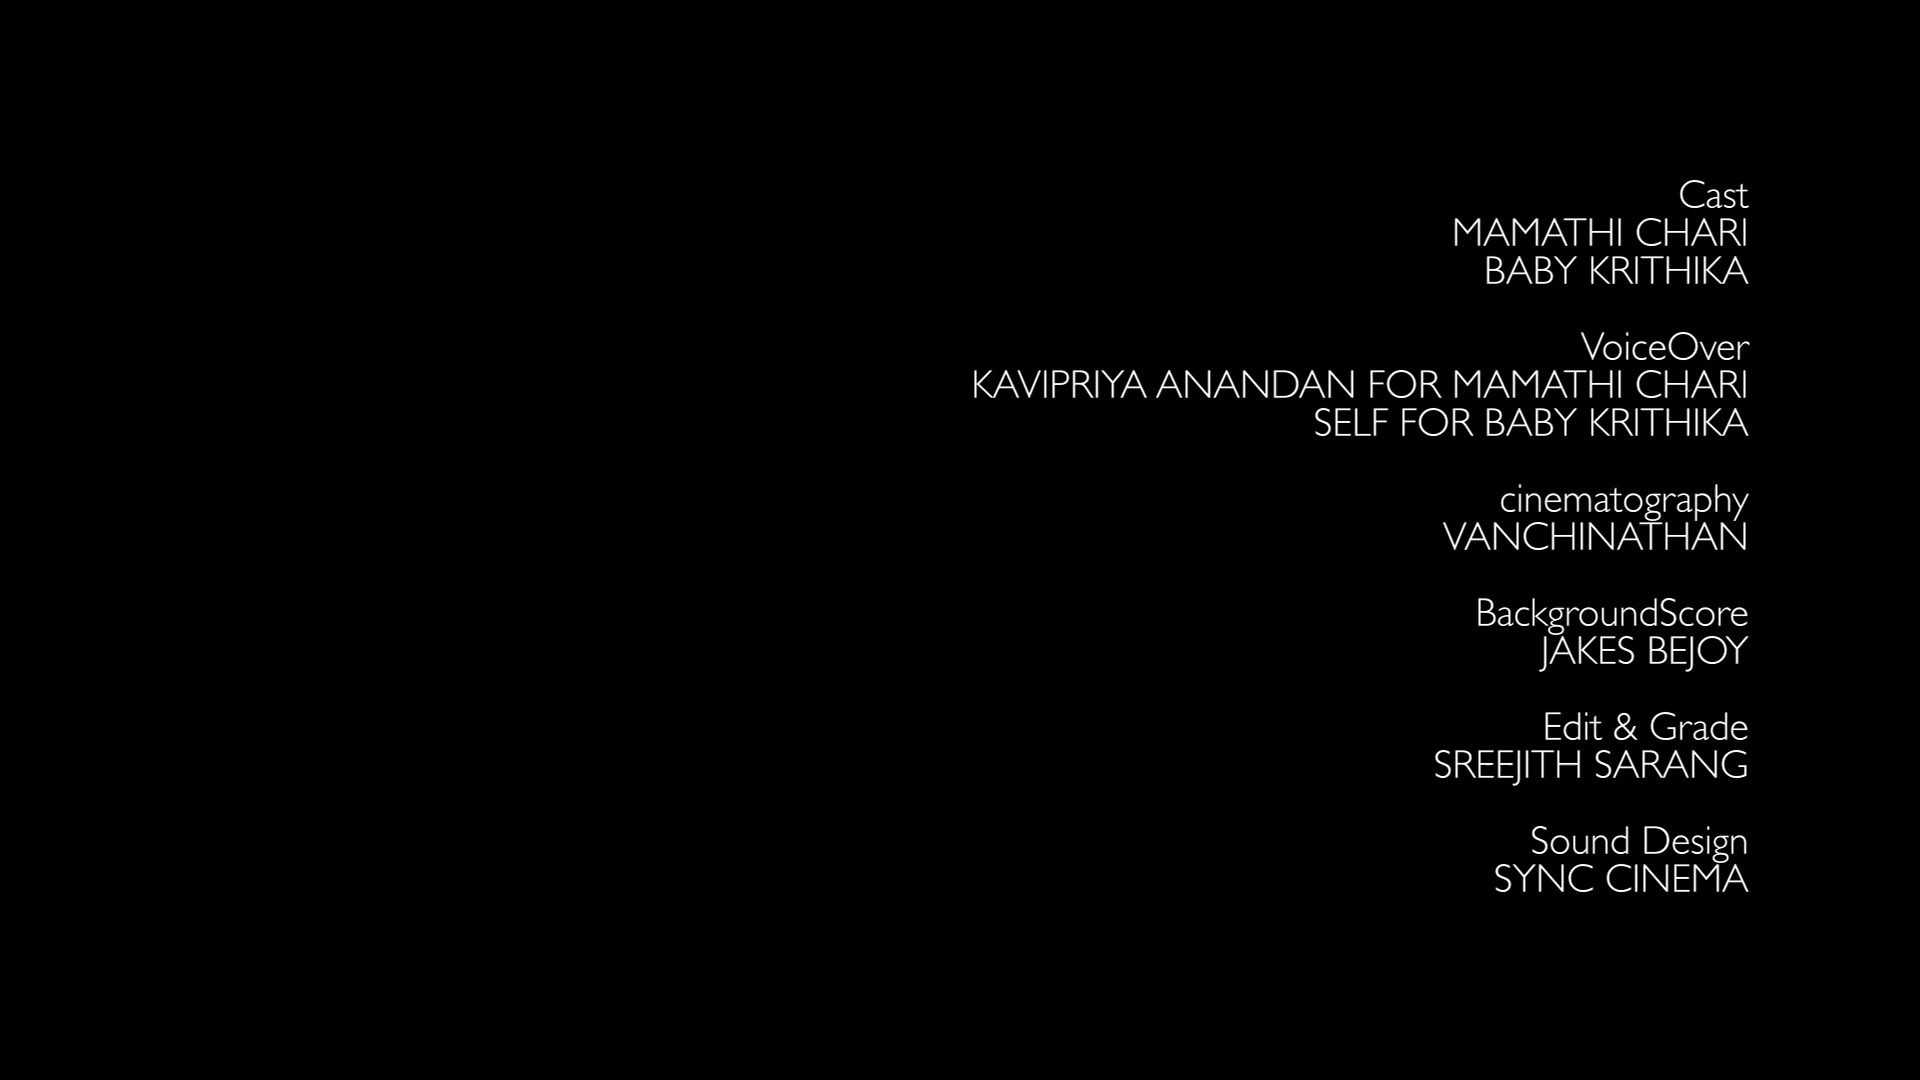 Cast
MAMATHI CHARI
BABY KRITHIKA
VoiceOver
KAVIPRIYA ANANDAN FOR MAMATHI CHARI
SELF FOR BABY KRITHIKA
cinematography
VANCHINATHAN
BackgroundScore
JAKES BEJOY
Edit & Grade
SREEJITH SARANG
Sound Design
SYNC CINEMA